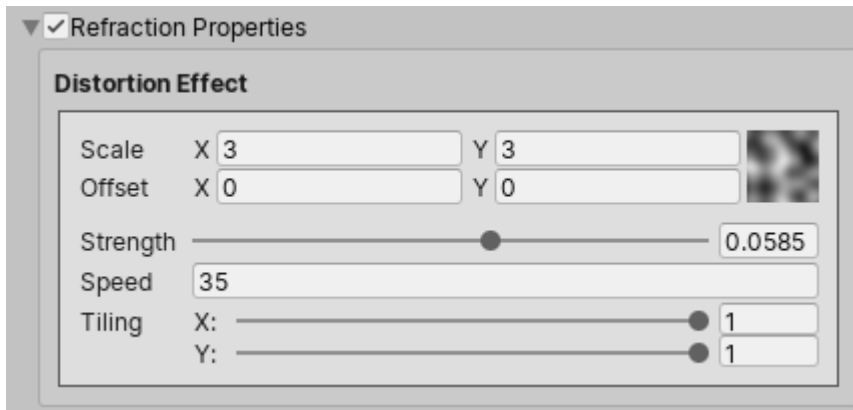 Refraction Properties
Distortion Effect
Scale X 3 Y 3
Offset X 0 Y 0
Strength 0.0585
Speed 35
Tiling X: 1
Y: 1